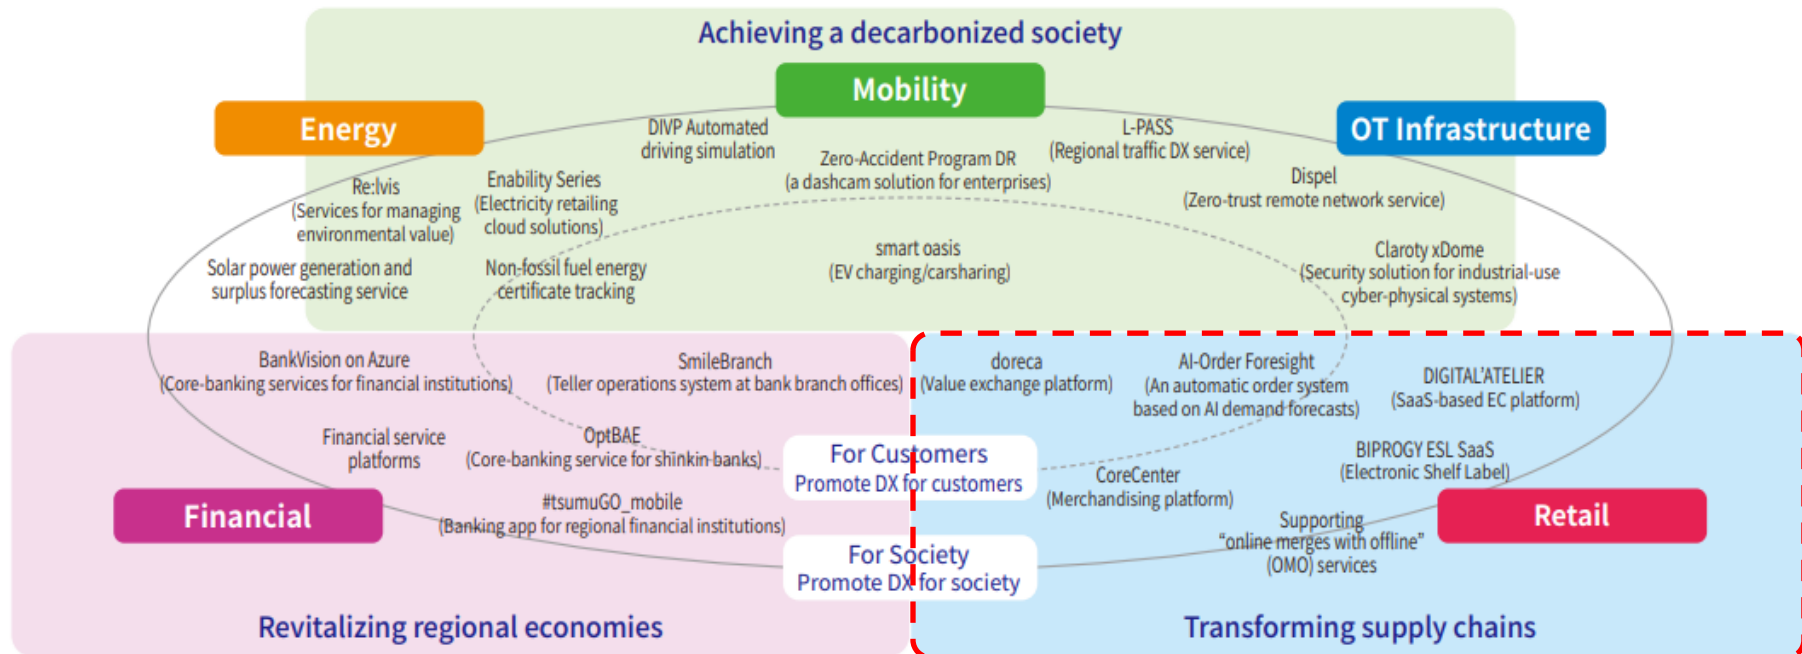 Achieving a decarbonized society
Mobility
Energy
OT Infrastructure
DIVP Automated
driving simulation
L-PASS
(Regional traffic DX service)
Zero-Accident Program DR
(a dashcam solution for enterprises)
Dispel
(Zero-trust remote network service)
Re:lvis
(Services for managing
environmental value)
Enability Series
(Electricity retailing
cloud solutions)
smart oasis
(EV charging/carsharing)
Claroty xDome
(Security solution for industrial-use
cyber-physical systems)
Solar power generation and
surplus forecasting service
Non-fossil fuel energy
certificate tracking
BankVision on Azure
(Core-banking services for financial institutions)
SmileBranch
(Teller operations system at bank branch offices)
doreca
(Value exchange platform)
AI-Order Foresight
(An automatic order system
based on AI demand forecasts)
DIGITAL'ATELIER
(SaaS-based EC platform)
Financial service
platforms
OptBAE
(Core-banking service for shinkin banks)
For Customers
Promote DX for customers
CoreCenter
(Merchandising platform)
BIPROGY ESL SaaS
(Electronic Shelf Label)
Financial
#tsumuGO_mobile
(Banking app for regional financial institutions)
Retail
Supporting
“online merges with offline”
(OMO) services
For Society
Promote DX for society
Revitalizing regional economies
Transforming supply chains